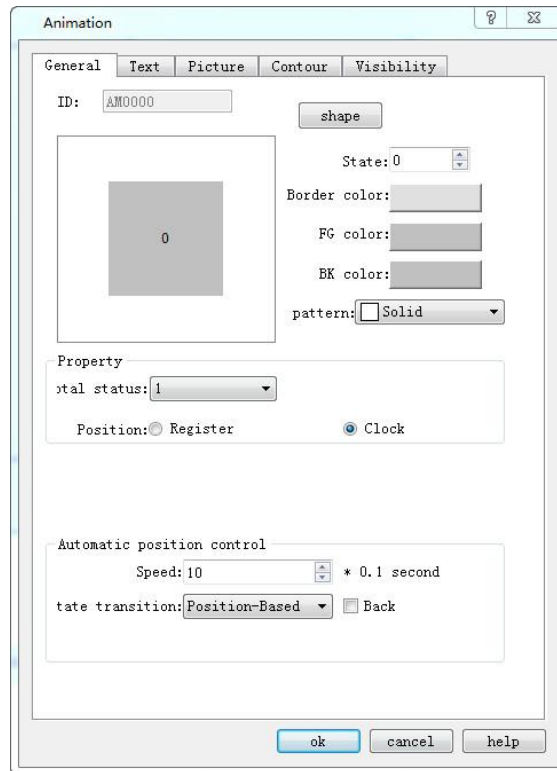 Animation
General Text Picture Contour Visibility
ID: AM0000
shape
State: 0
0
Border color:
FG color:
BK color:
pattern: Solid
Property
otal status: 1
Position: Register Clock
Automatic position control
Speed: 10 * 0.1 second
tate transition: Position-Based Back
ok cancel help